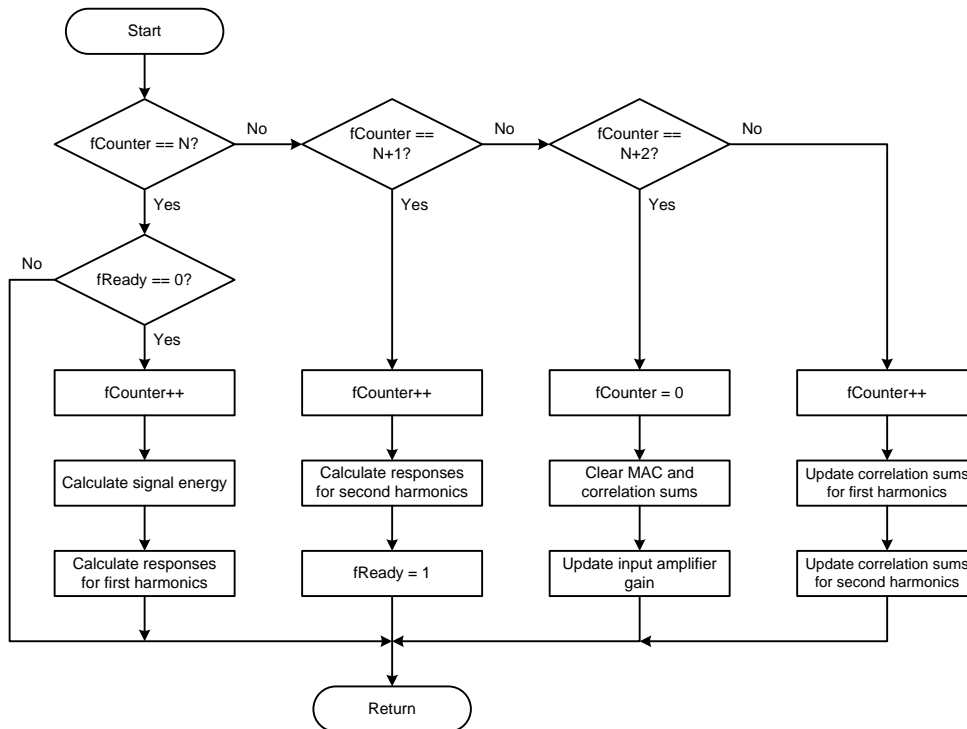 Start
fCounter == N?
No
fCounter ==
N+1?
No
fCounter ==
N+2?
No
Yes
Yes
Yes
No
fReady == 0?
Yes
fCounter++
fCounter++
fCounter = 0
fCounter++
Calculate signal energy
Calculate responses
for second harmonics
Clear MAC and
correlation sums
Update correlation sums
for first harmonics
Calculate responses
for first harmonics
fReady = 1
Update input amplifier
gain
Update correlation sums
for second harmonics
Return